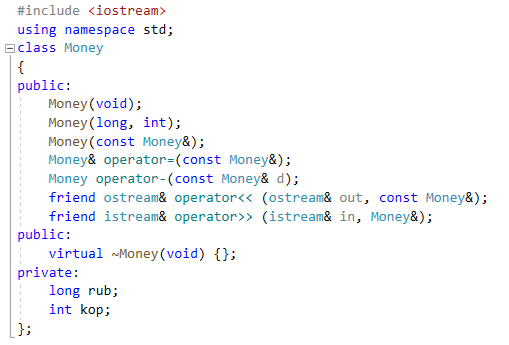 #include <iostream>
using namespace std;
class Money
{
public:
    Money(void);
    Money(long, int);
    Money(const Money&);
    Money& operator=(const Money&);
    Money operator-(const Money& d);
    friend ostream& operator<< (ostream& out, const Money&);
    friend istream& operator>> (istream& in, Money&);
public:
    virtual ~Money(void) {};
private:
    long rub;
    int kop;
};